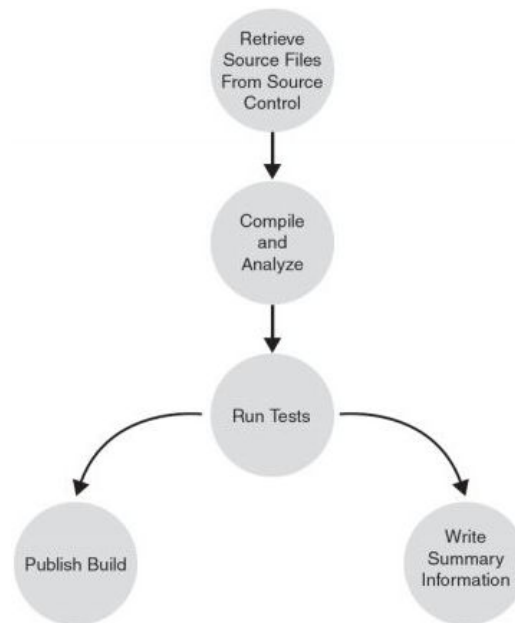 Retrieve
Source Files
From Source
Control
Compile
and
Analyze
Run Tests
Publish Build
Write
Summary
Information